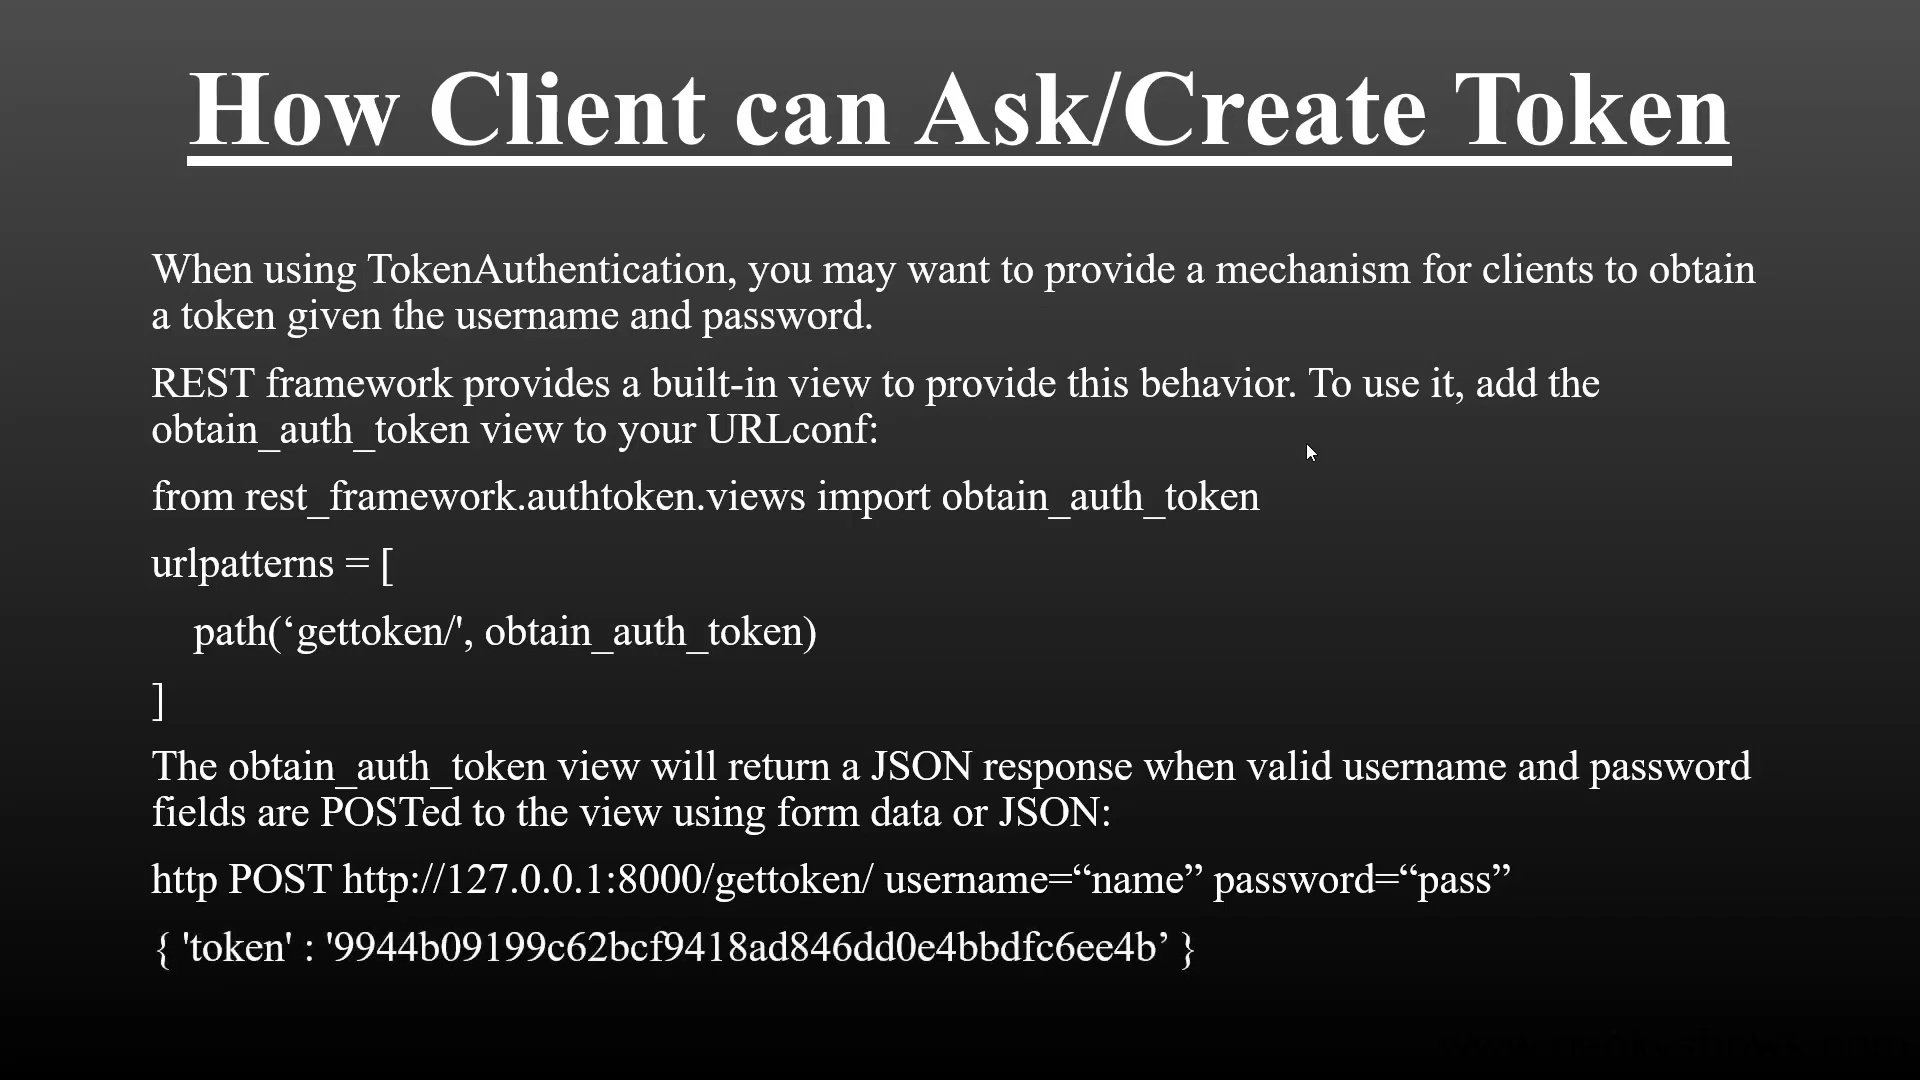 How Client can Ask/Create Token
When using TokenAuthentication, you may want to provide a mechanism for clients to obtain
a token given the username and password.
REST framework provides a built-in view to provide this behavior. To use it, add the
obtain_auth_token view to your URLconf:
from rest_framework.authtoken.views import obtain_auth_token
urlpatterns = [
path(‘gettoken/', obtain_auth_token)
]
The obtain_auth_token view will return a JSON response when valid username and password
fields are POSTed to the view using form data or JSON:
http POST http://127.0.0.1:8000/gettoken/ username=“name” password=“pass”
{ 'token' : '9944b09199c62bcf9418ad846dd0e4bbdfc6ee4b’ }